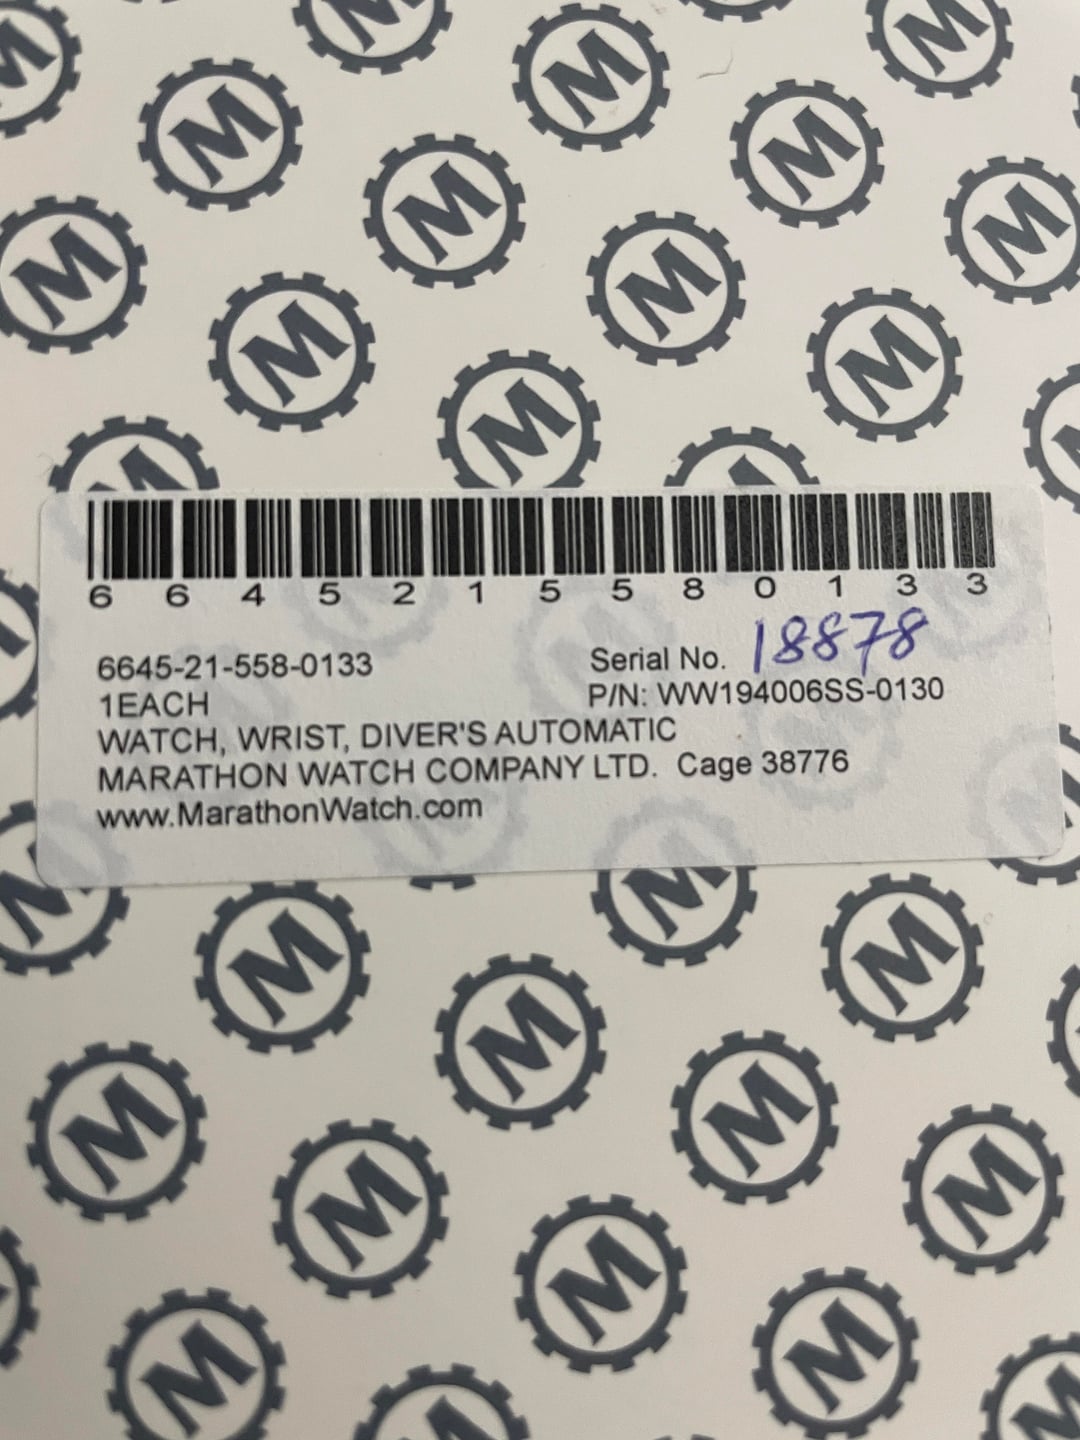 6 6 4 5 2 1 5 5 8 0 1 3 3
6645-21-558-0133
Serial No. 18878
1EACH
P/N: WW194006SS-0130
WATCH, WRIST, DIVER'S AUTOMATIC
MARATHON WATCH COMPANY LTD. Cage 38776
www.MarathonWatch.com